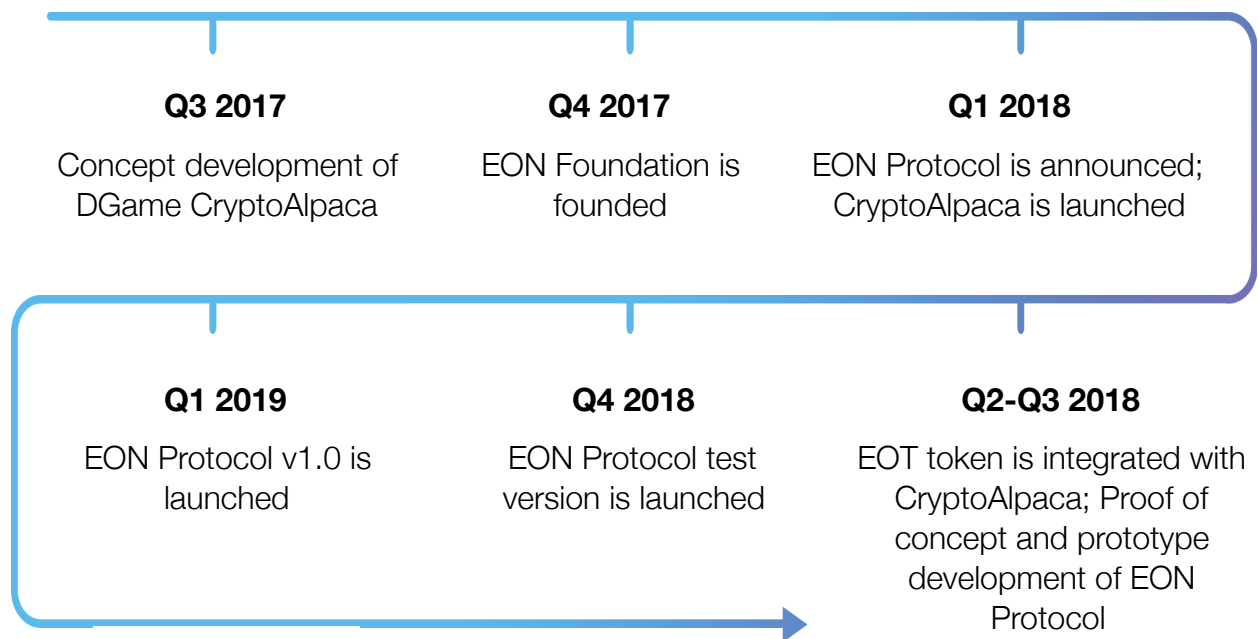 Q3 2017
Concept development of
DGame CryptoAlpaca
Q4 2017
EON Foundation is
founded
Q1 2018
EON Protocol is announced;
CryptoAlpaca is launched
Q2-Q3 2018
EOT token is integrated with
CryptoAlpaca; Proof of
concept and prototype
development of EON
Protocol
Q4 2018
EON Protocol test
version is launched
Q1 2019
EON Protocol v1.0 is
launched